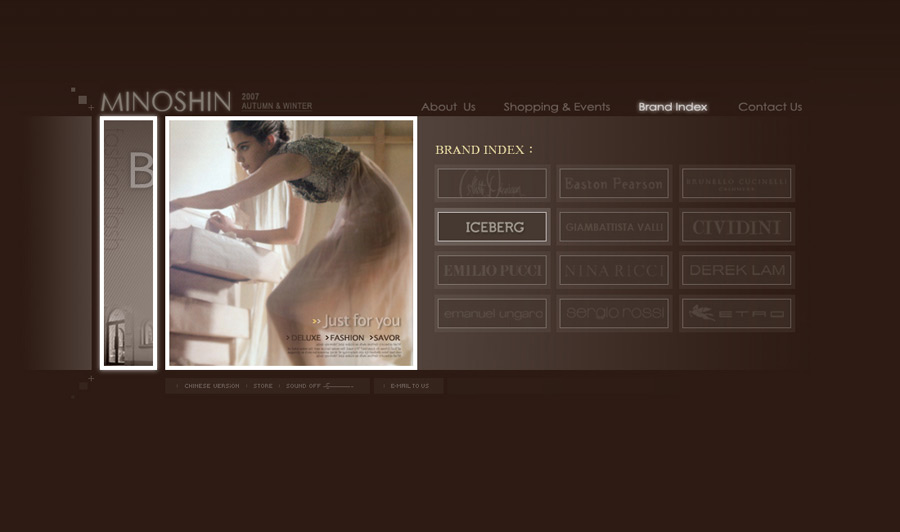 MINOSHIN
2007
AUTUMN & WINTER
About Us
Shopping & Events
Brand Index
Contact Us
B
BRAND INDEX :
Baston Pearson
BRUNELLO CUCINELLI
ICEBERG
GIAMBATTISTA VALLI
CIVIDINI
EMILIO PUCCI
NINA RICCI
DEREK LAM
emanuel ungaro
sergio rossi
ETRO
›› Just for you
› DELUXE › FASHION › SAVOR
CHINESE VERSION
STORE
SOUND OFF
E-MAIL TO US